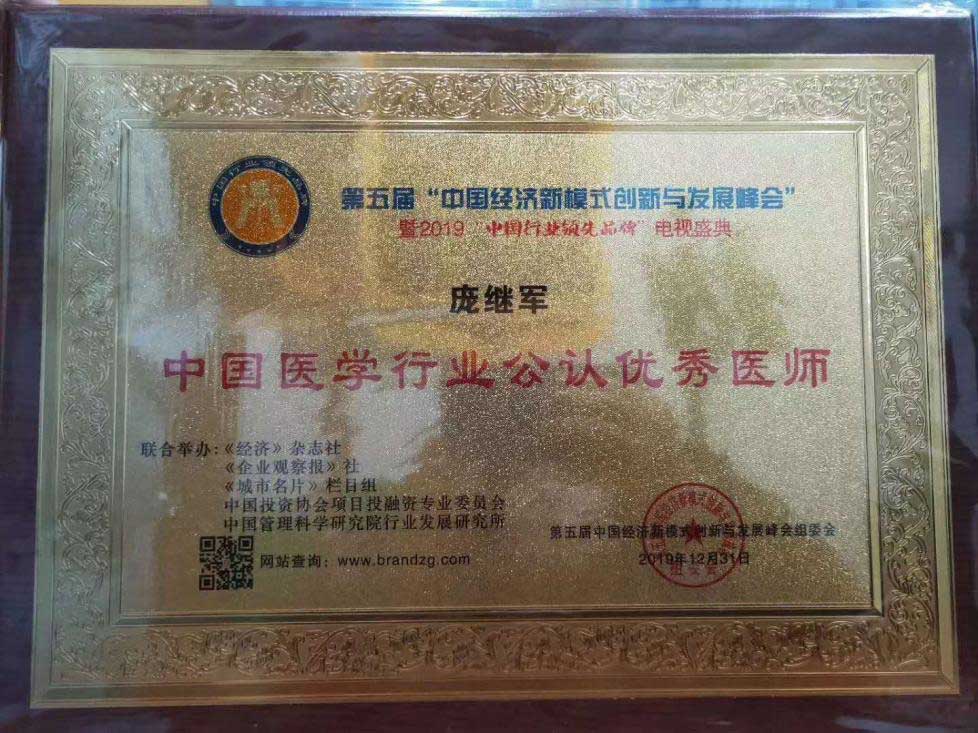 第五届“中国经济新模式创新与发展峰会”
暨2019“中国行业领先品牌”电视盛典
庞继军
中国医学行业公认优秀医师
联合举办：《经济》杂志社
《企业观察报》社
《城市名片》栏目组
中国投资协会项目投融资专业委员会
中国管理科学研究院行业发展研究所
网站查询：www.brandzg.com
第五届中国经济新模式创新与发展峰会组委会
2019年12月31日